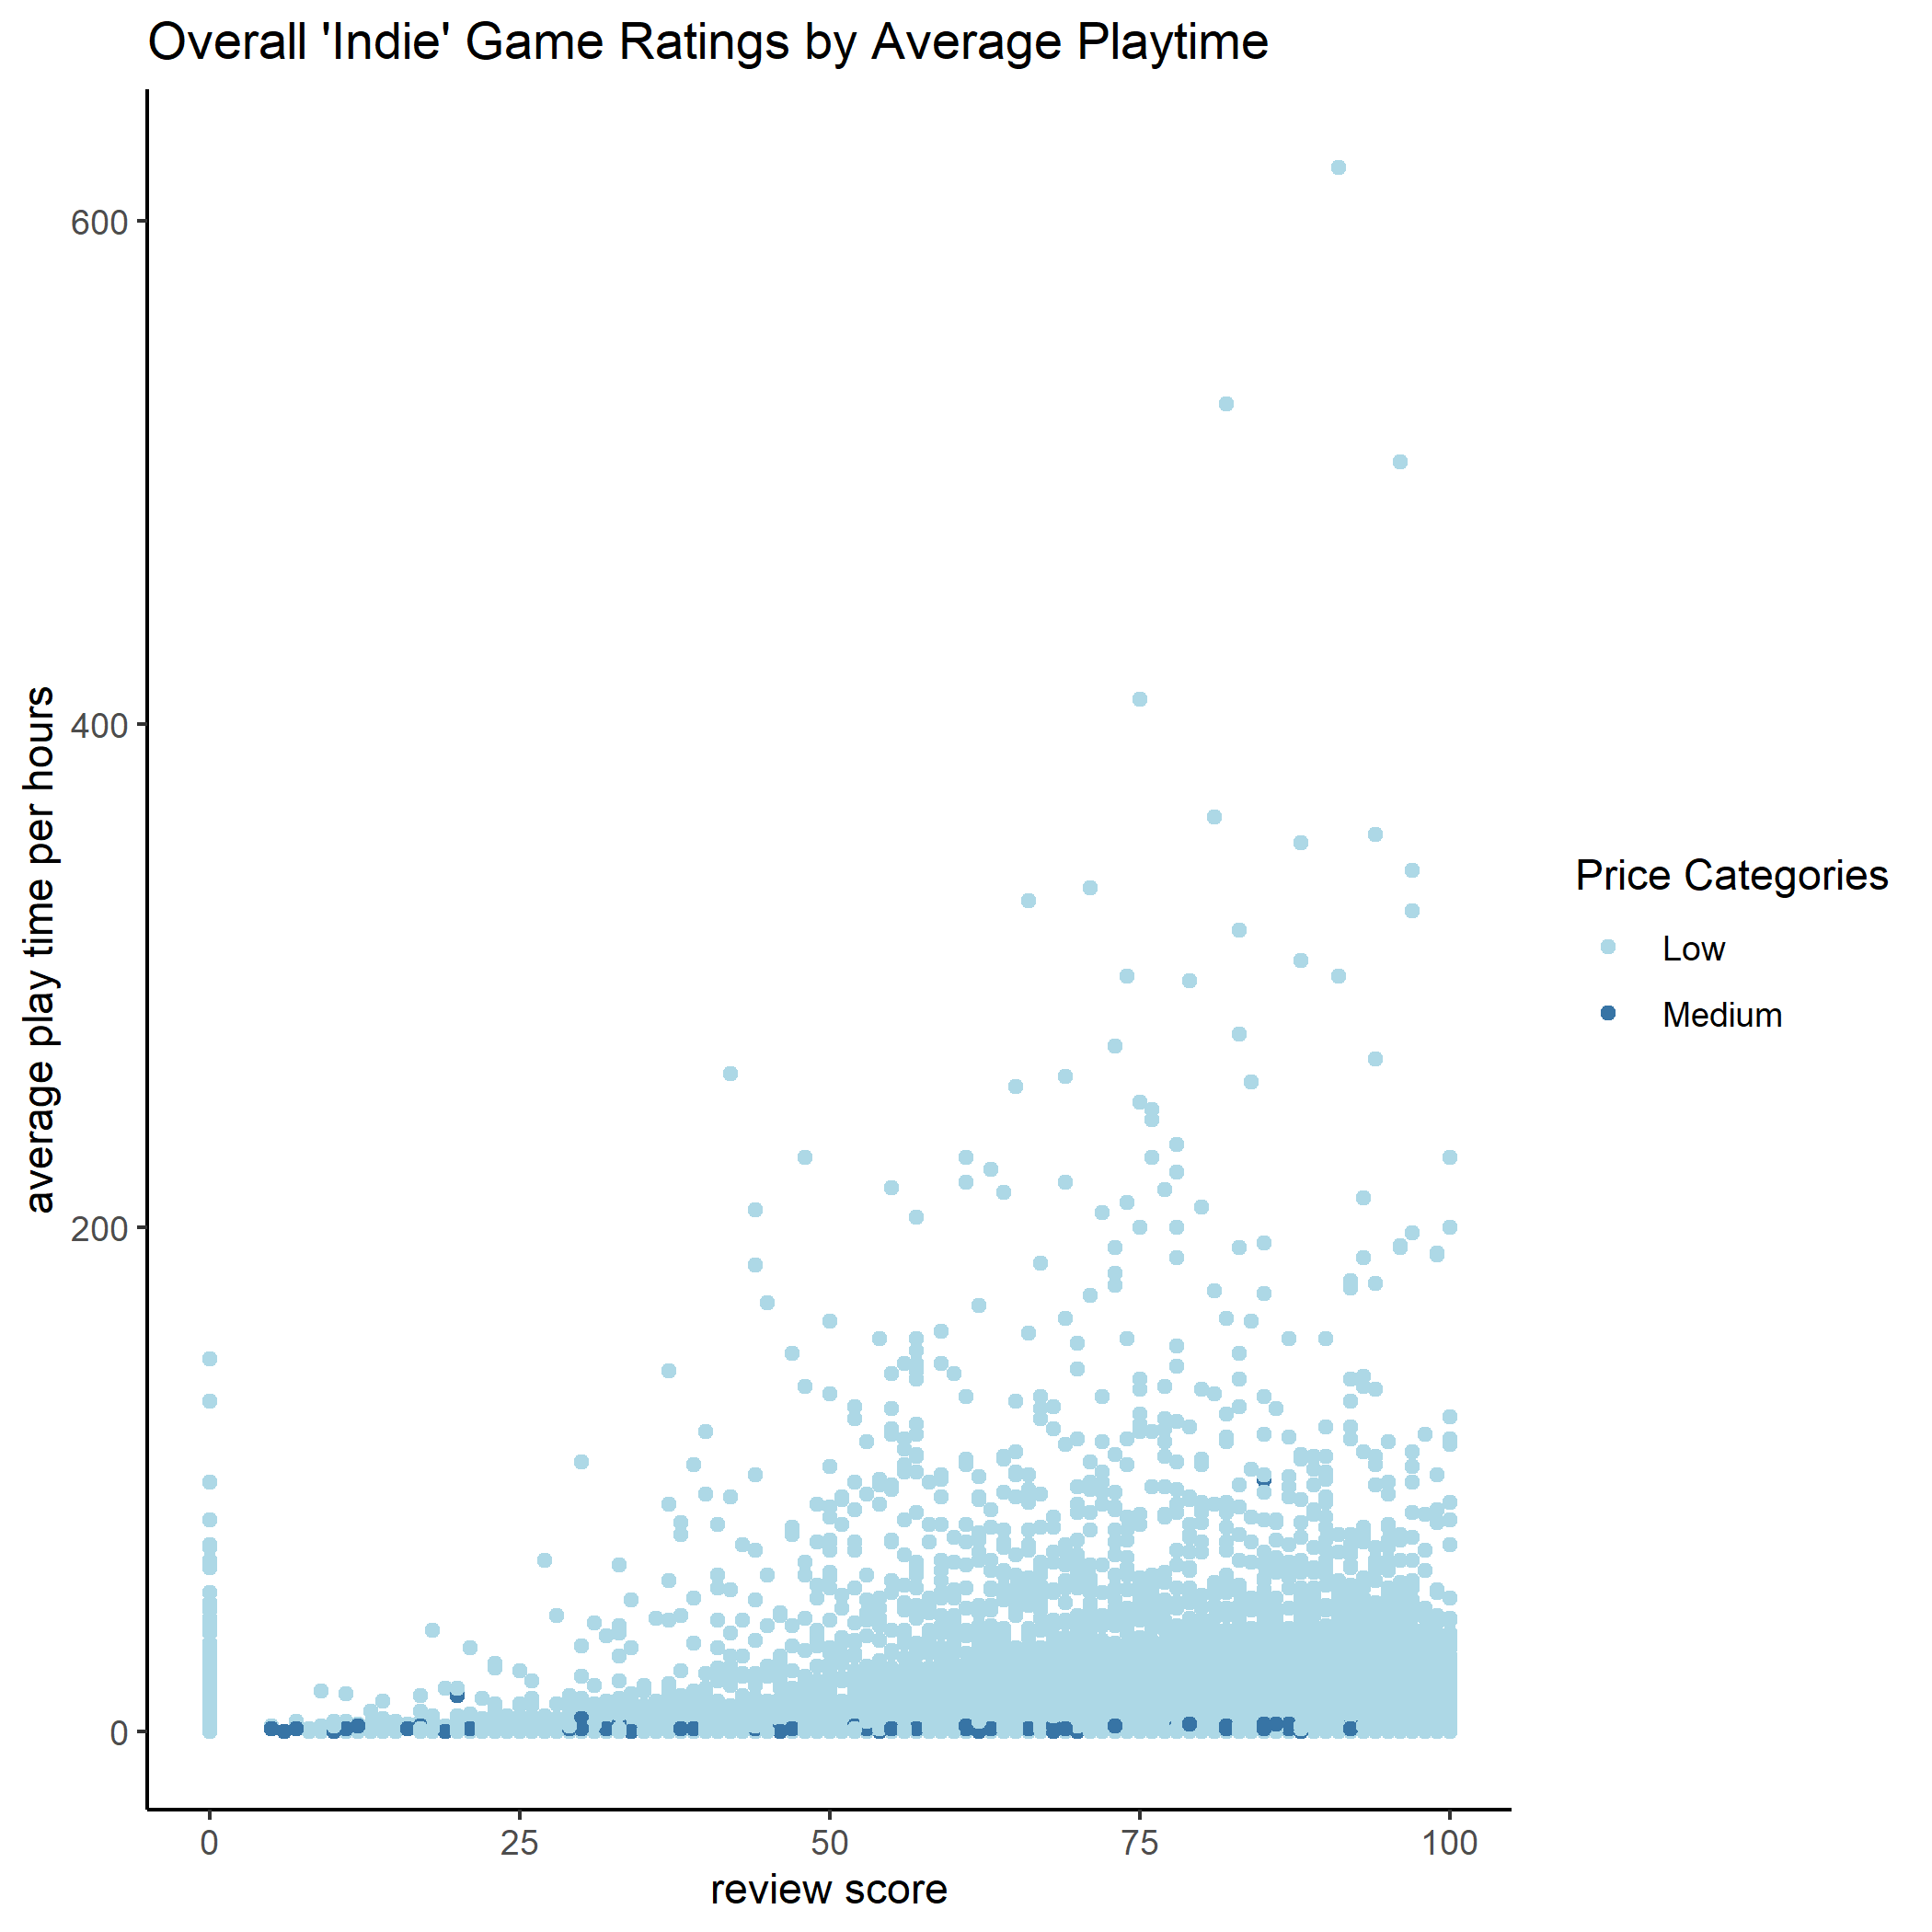 Overall 'Indie' Game Ratings by Average Playtime
600
400
200
0
average play time per hours
0 25 50 75 100
review score
Price Categories
Low
Medium